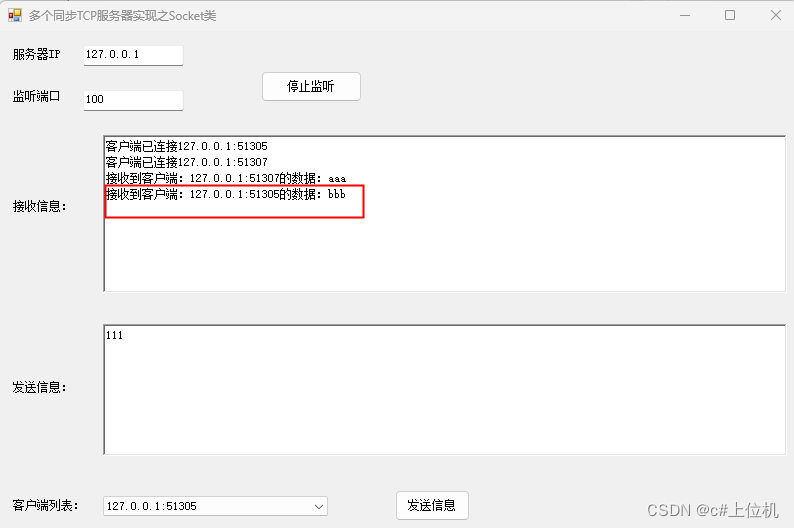 多个同步TCP服务器实现之Socket类
服务器IP
127.0.0.1
监听端口
100
停止监听
接收信息：
客户端已连接127.0.0.1:51305
客户端已连接127.0.0.1:51307
接收到客户端：127.0.0.1:51307的数据：aaa
接收到客户端：127.0.0.1:51305的数据：bbb
发送信息：
111
客户端列表：
127.0.0.1:51305
发送信息
CSDN @c#上位机